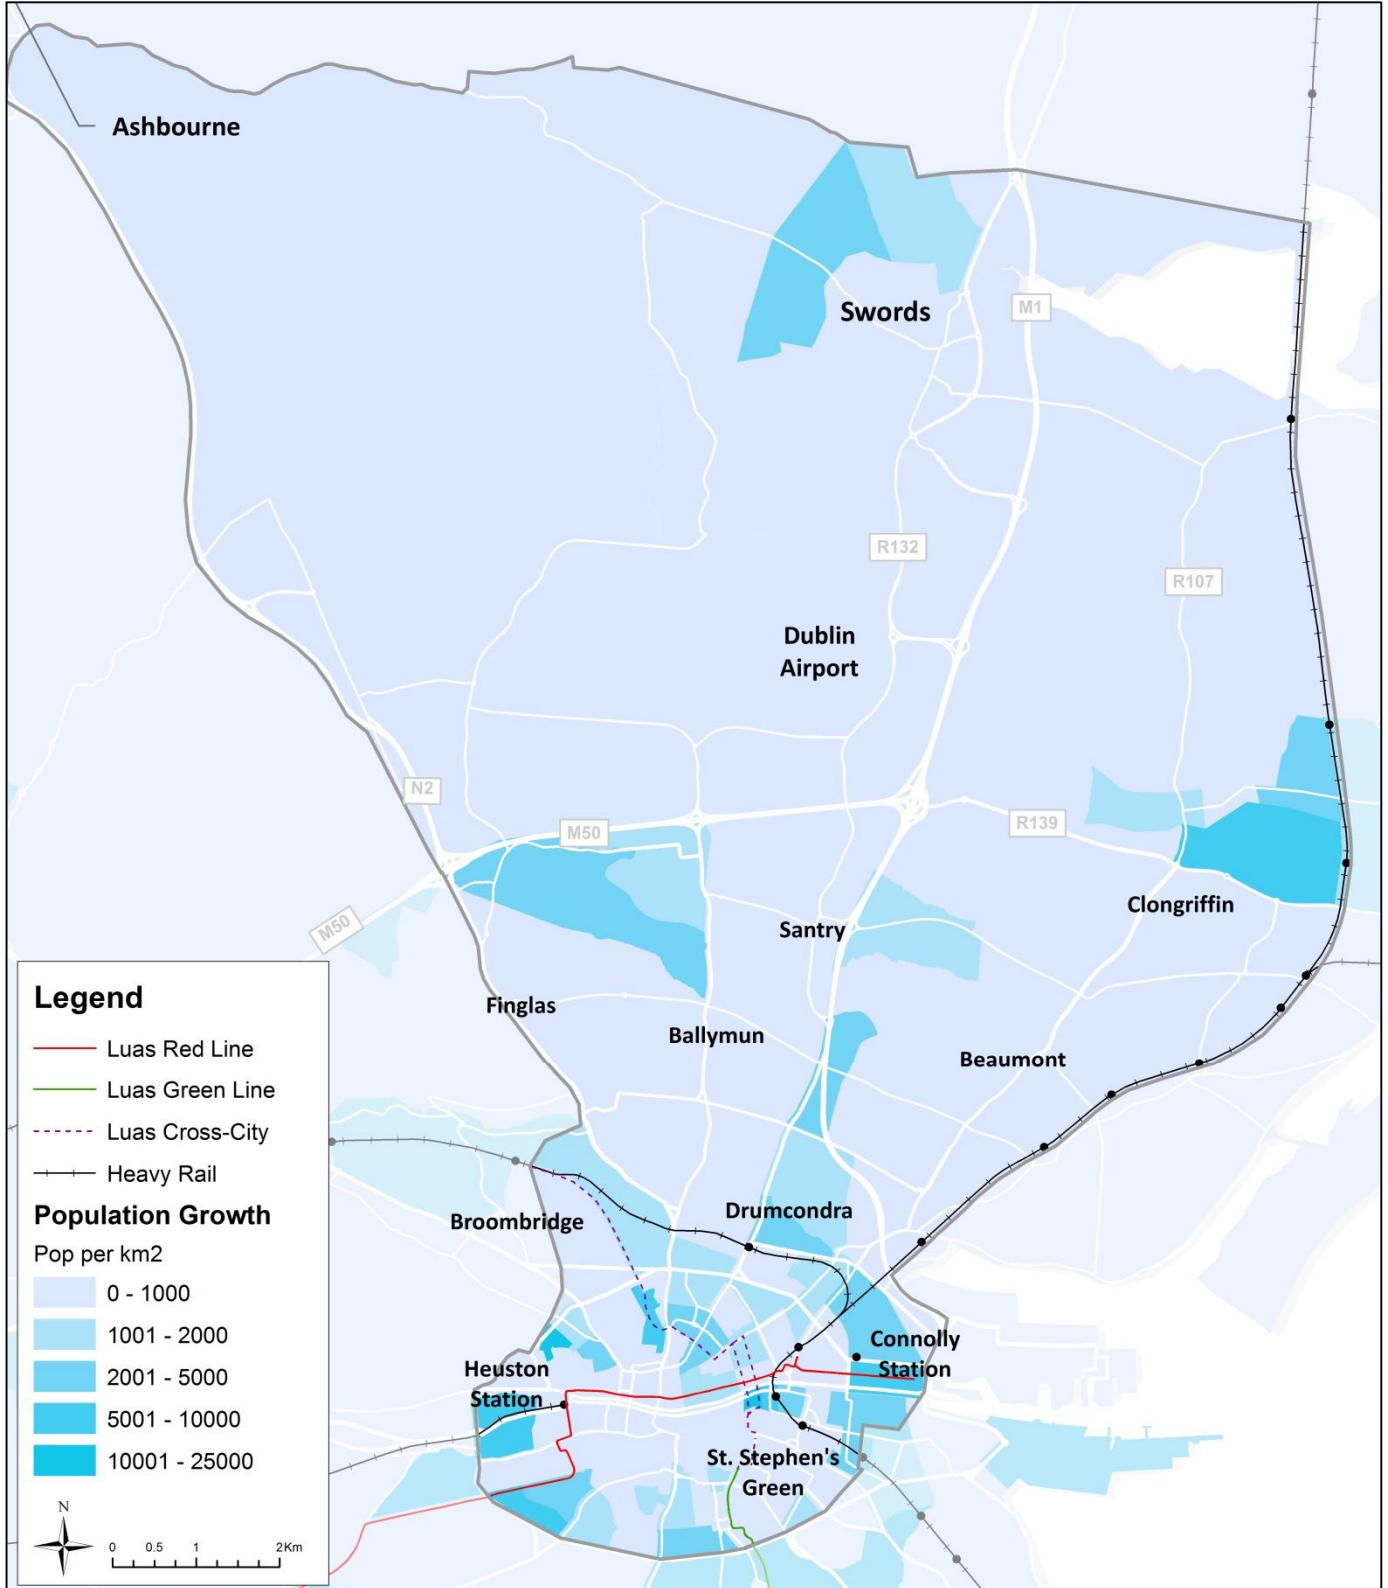 Ashbourne
Swords
M1
R132
R107
Dublin
Airport
N2
M50
R139
Clongriffin
M50
Santry
Finglas
Ballymun
Beaumont
Drumcondra
Broombridge
Connolly
Station
Heuston
Station
St. Stephen's
Green
Legend
Luas Red Line
Luas Green Line
Luas Cross-City
Heavy Rail
Population Growth
Pop per km2
0 - 1000
1001 - 2000
2001 - 5000
5001 - 10000
10001 - 25000
N
0 0.5 1 2Km